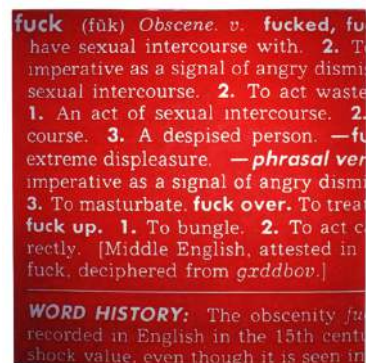 fuck (fŭk) Obscene. v. fucked, fu
have sexual intercourse with. 2. T
imperative as a signal of angry dismi
sexual intercourse. 2. To act waste
1. An act of sexual intercourse. 2.
course. 3. A despised person. —fu
extreme displeasure. —phrasal ver
imperative as a signal of angry dismi
3. To masturbate. fuck over. To trea
fuck up. 1. To bungle. 2. To act c
rectly. [Middle English, attested in
fuck, deciphered from gxddbov.]
WORD HISTORY: The obscenity fu
recorded in English in the 15th centu
shock value, even though it is seen in